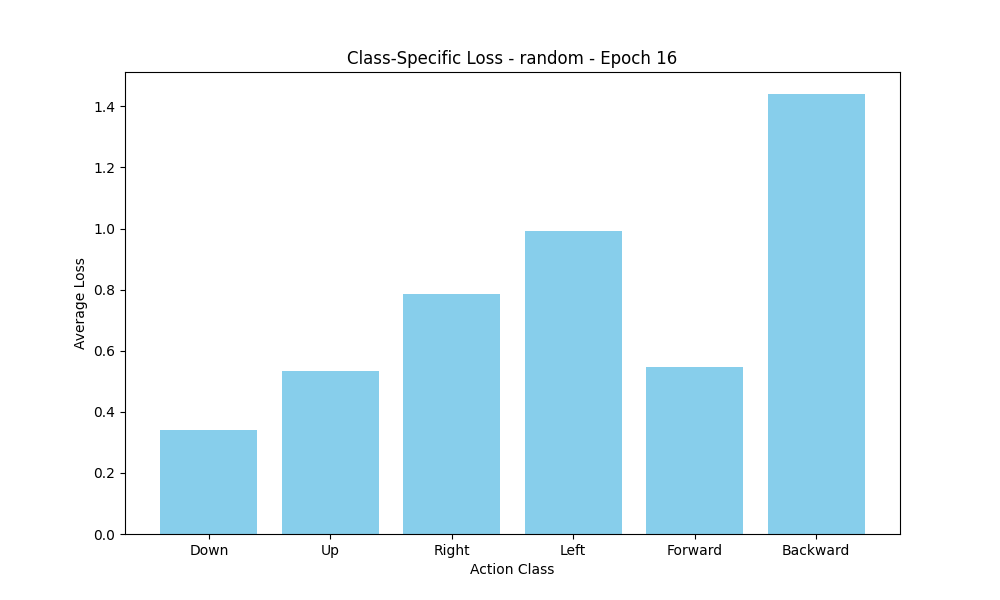 Class-Specific Loss - random - Epoch 16
Average Loss
1.4
1.2
1.0
0.8
0.6
0.4
0.2
0.0
Down Up Right Left Forward Backward
Action Class